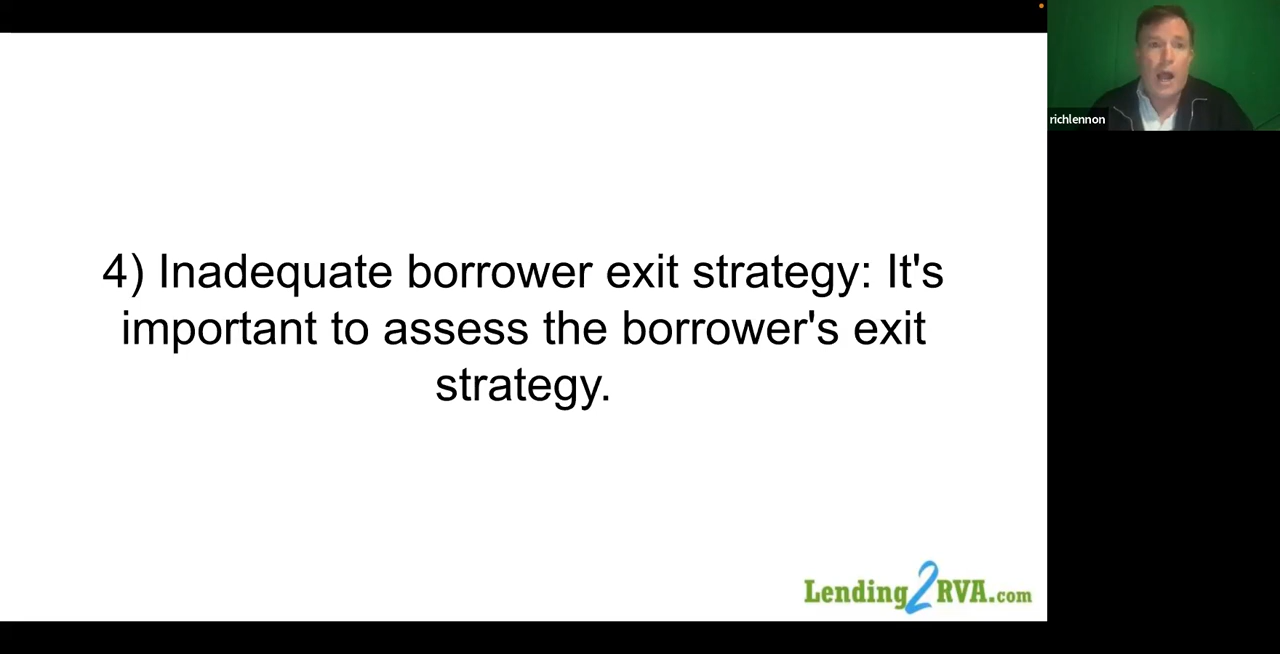 richlennon
4) Inadequate borrower exit strategy: It's
important to assess the borrower's exit
strategy.
Lending2RVA.com